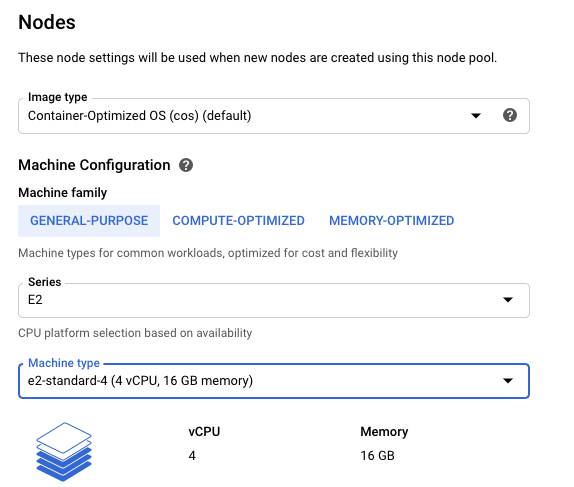 Nodes
These node settings will be used when new nodes are created using this node pool.
Image type
Container-Optimized OS (cos) (default)
?
Machine Configuration ?
Machine family
GENERAL-PURPOSE COMPUTE-OPTIMIZED MEMORY-OPTIMIZED
Machine types for common workloads, optimized for cost and flexibility
Series
E2
CPU platform selection based on availability
Machine type
e2-standard-4 (4 vCPU, 16 GB memory)
vCPU Memory
4 16 GB